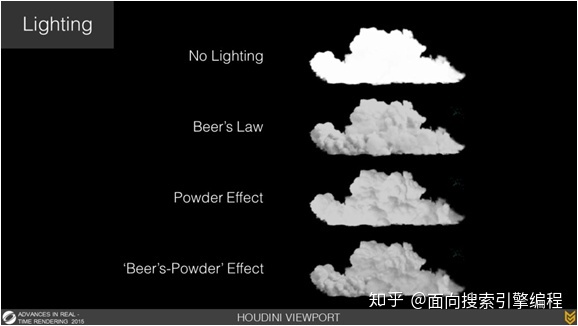 Lighting
No Lighting
Beer's Law
Powder Effect
'Beer's-Powder' Effect
知乎 @面向搜索引擎编程
ADVANCES IN REAL-
TIME RENDERING 2015
HOUDINI VIEWPORT